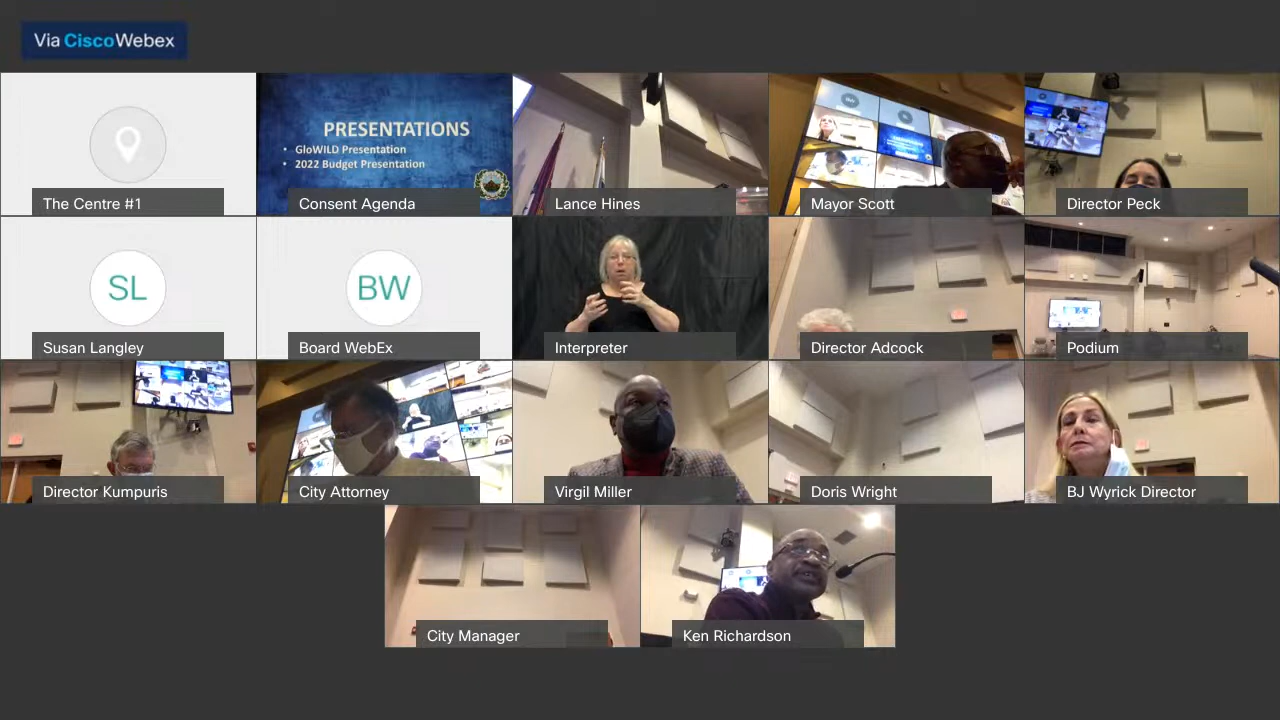 Via Cisco Webex
The Centre #1
PRESENTATIONS
• GloWILD Presentation
• 2022 Budget Presentation
Consent Agenda
Lance Hines
Mayor Scott
Director Peck
SL
Susan Langley
BW
Board WebEx
Interpreter
Director Adcock
Podium
Director Kumpuris
City Attorney
Virgil Miller
Doris Wright
BJ Wyrick Director
City Manager
Ken Richardson